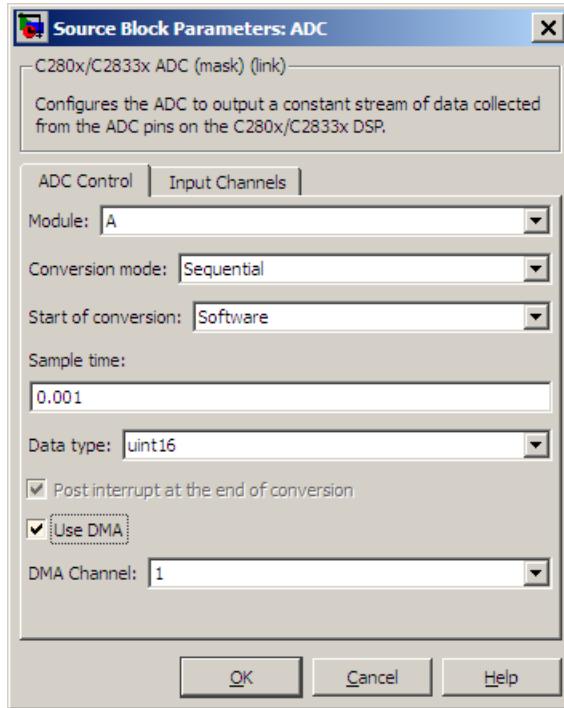 Source Block Parameters: ADC
C280x/C2833x ADC (mask) (link)
Configures the ADC to output a constant stream of data collected
from the ADC pins on the C280x/C2833x DSP.
ADC Control Input Channels
Module: A
Conversion mode: Sequential
Start of conversion: Software
Sample time:
0.001
Data type: uint16
Post interrupt at the end of conversion
Use DMA
DMA Channel: 1
OK Cancel Help